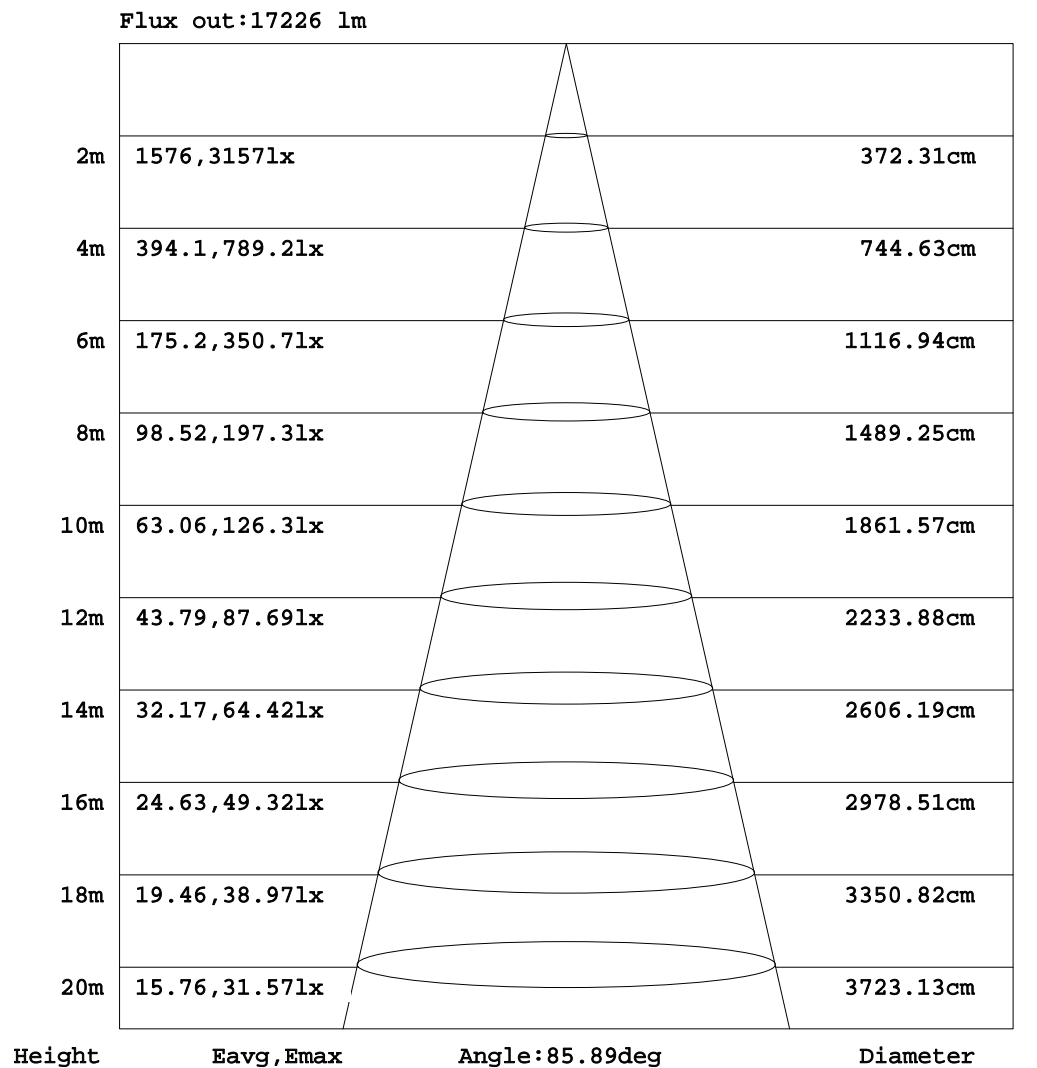 Flux out:17226 lm
2m 1576,3157lx 372.31cm
4m 394.1,789.2lx 744.63cm
6m 175.2,350.7lx 1116.94cm
8m 98.52,197.3lx 1489.25cm
10m 63.06,126.3lx 1861.57cm
12m 43.79,87.69lx 2233.88cm
14m 32.17,64.42lx 2606.19cm
16m 24.63,49.32lx 2978.51cm
18m 19.46,38.97lx 3350.82cm
20m 15.76,31.57lx 3723.13cm
Height Eavg,Emax Angle:85.89deg Diameter